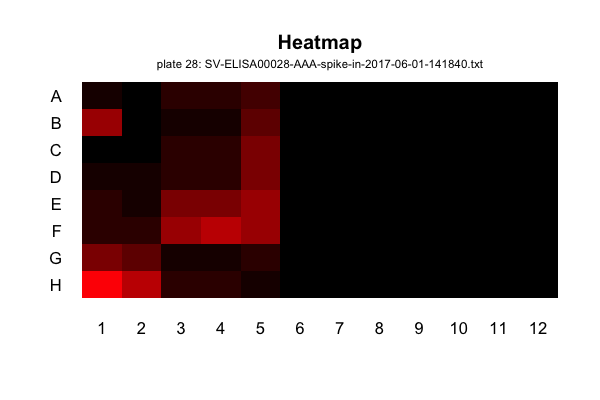 Heatmap
plate 28: SV-ELISA00028-AAA-spike-in-2017-06-01-141840.txt
A
B
C
D
E
F
G
H
1 2 3 4 5 6 7 8 9 10 11 12